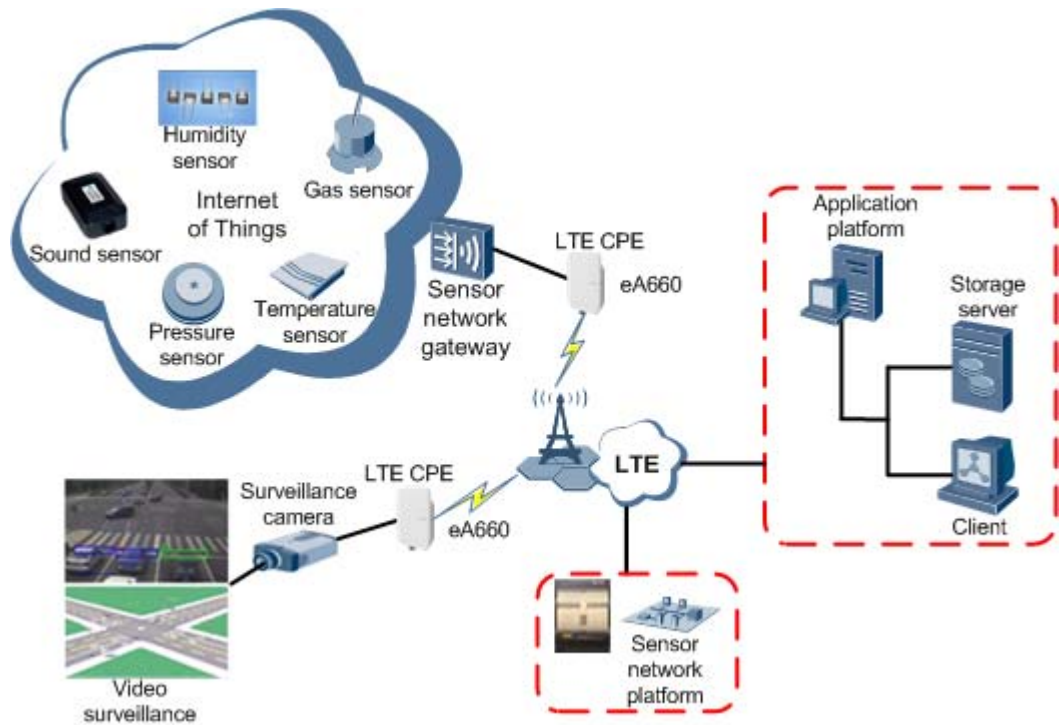 Humidity
sensor
Gas sensor
Internet
of Things
Sound sensor
Pressure
sensor
Temperature
sensor
Sensor
network
gateway
LTE CPE
eA660
Application
platform
Storage
server
Client
LTE
LTE CPE
eA660
Surveillance
camera
Video
surveillance
Sensor
network
platform